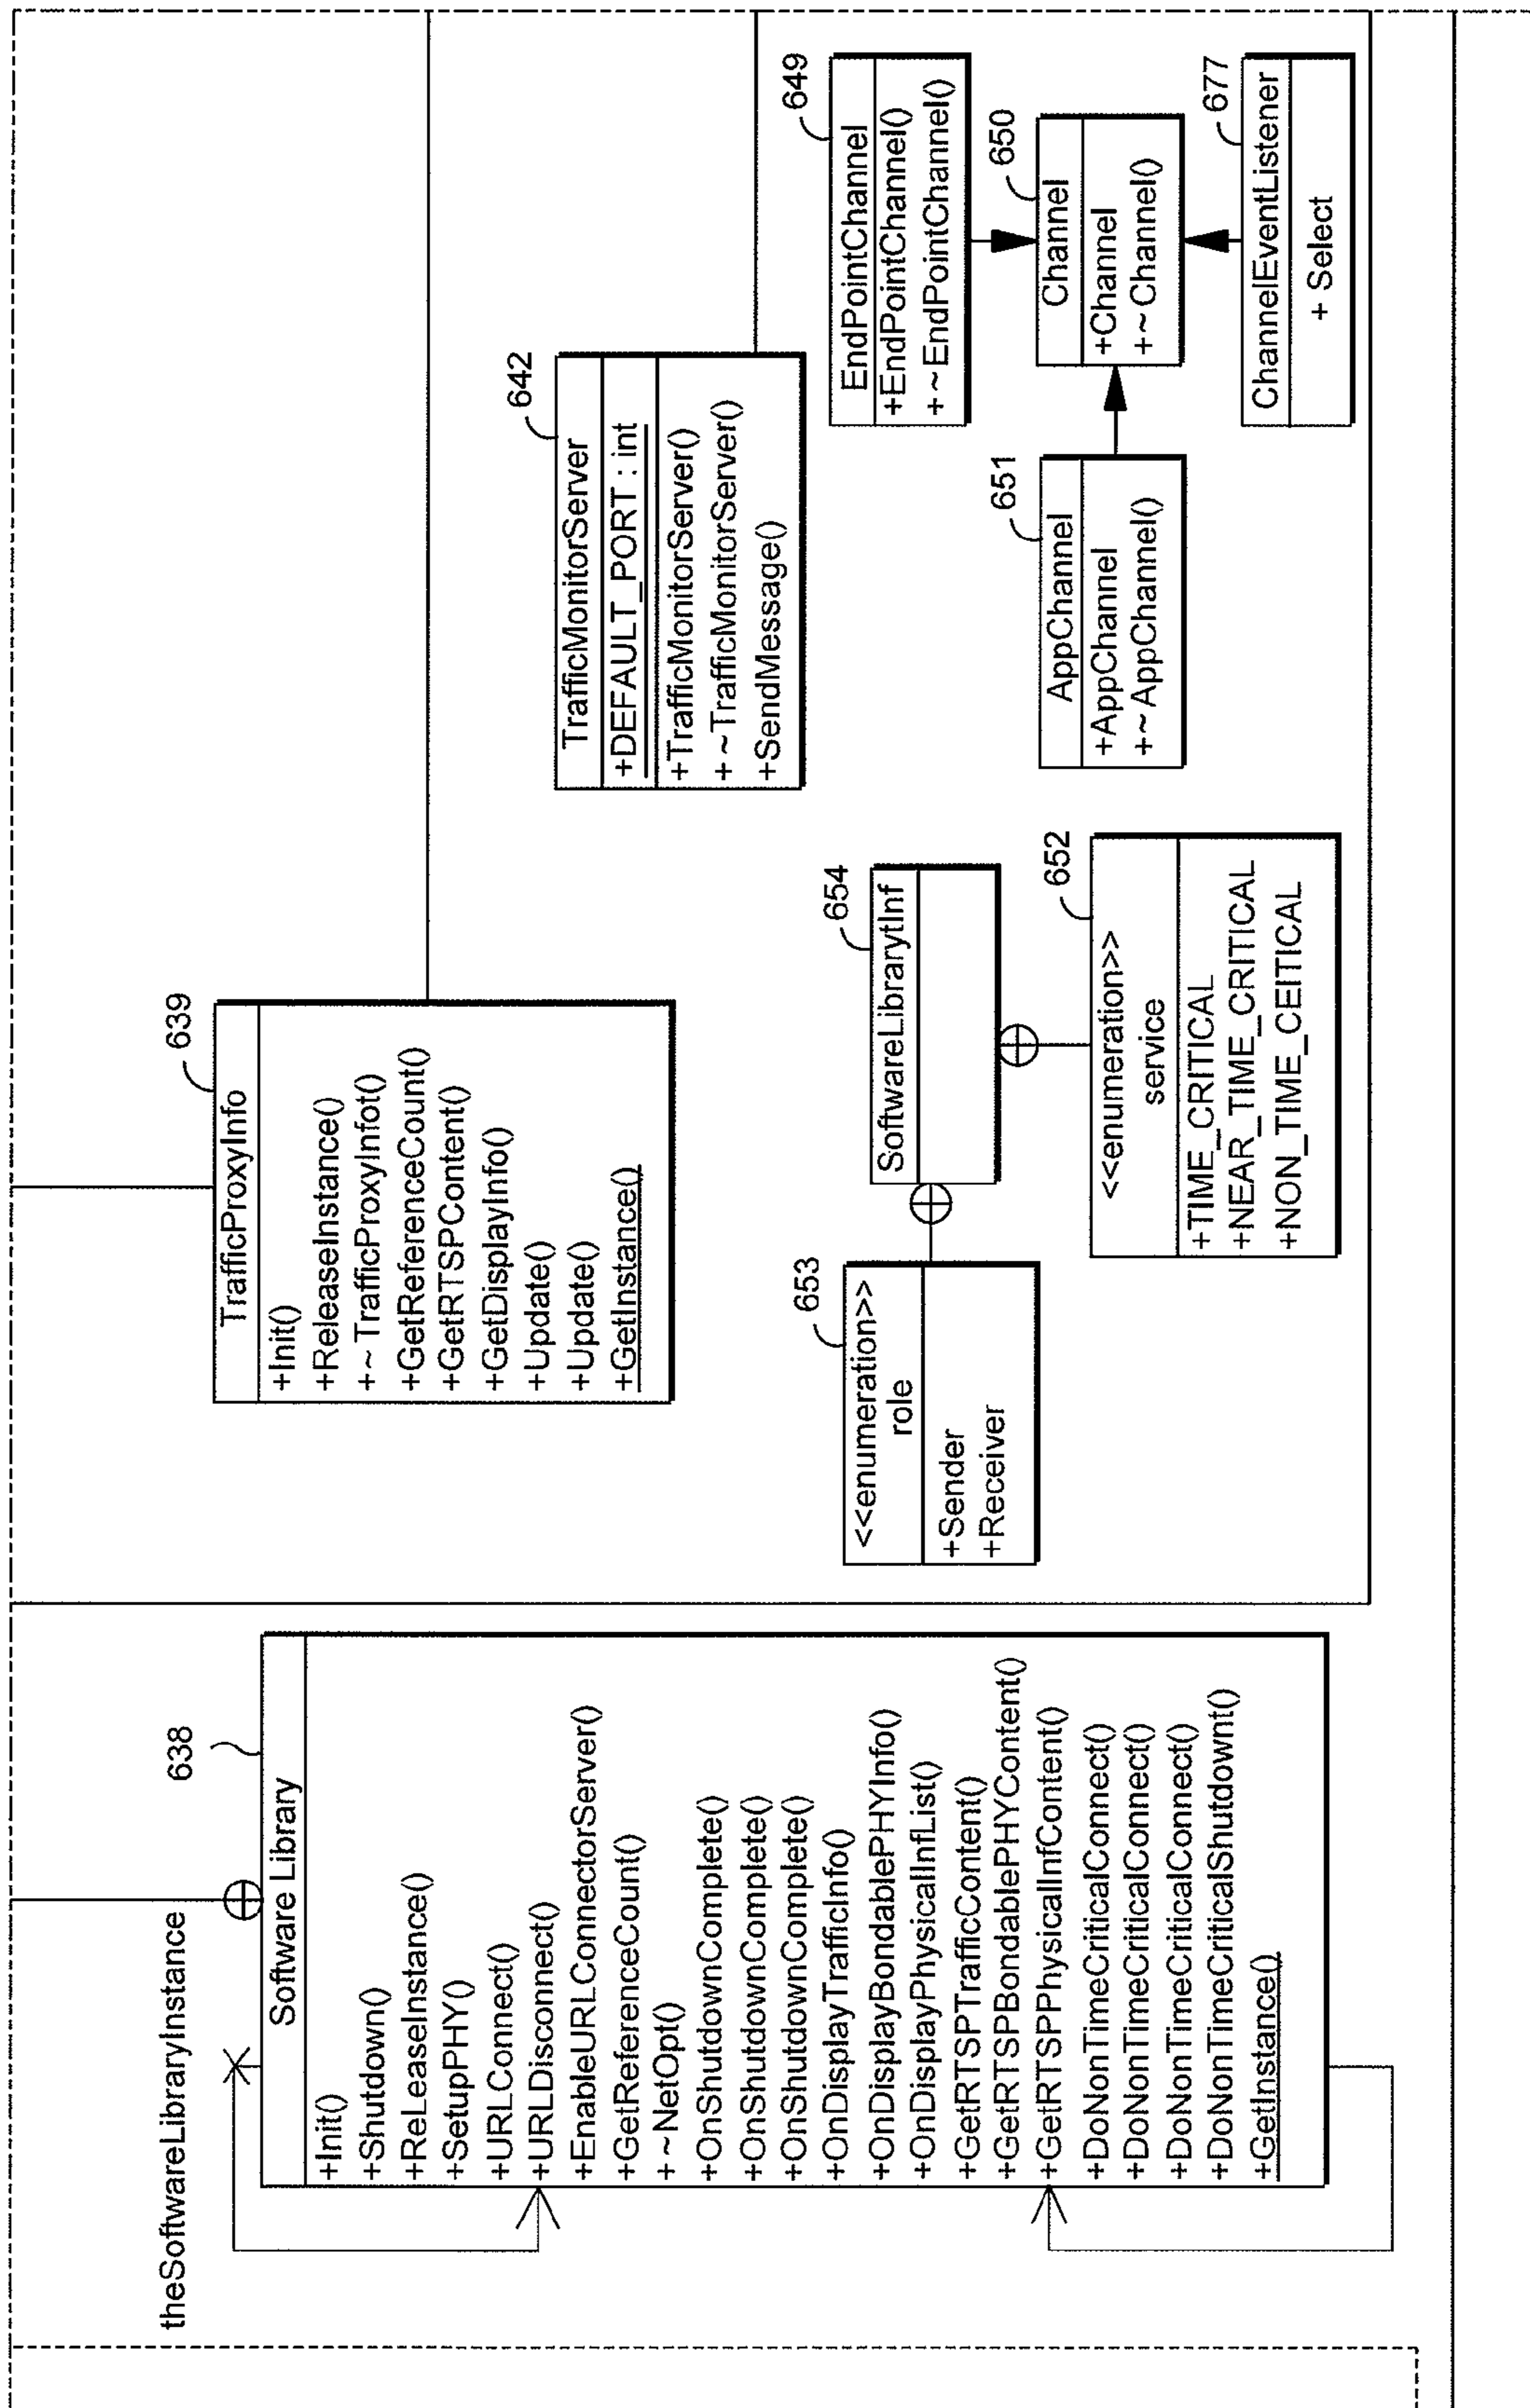 theSoftwareLibraryInstance
638
Software Library
+Init()
+Shutdown()
+ReLeaseInstance()
+SetupPHY()
+URLConnect()
+URLDisconnect()
+EnableURLConnectorServer()
+GetReferenceCount()
+~NetOpt()
+OnShutdownComplete()
+OnShutdownComplete()
+OnShutdownComplete()
+OnDisplayTrafficInfo()
+OnDisplayBondablePHYInfo()
+OnDisplayPhysicalInfList()
+GetRTSPTrafficContent()
+GetRTSPBondablePHYContent()
+GetRTSPPhysicalInfContent()
+DoNonTimeCriticalConnect()
+DoNonTimeCriticalConnect()
+DoNonTimeCriticalConnect()
+DoNonTimeCriticalShutdownt()
+GetInstance()
639
TrafficProxyInfo
+Init()
+ReleaseInstance()
+~TrafficProxyInfot()
+GetReferenceCount()
+GetRTSPContent()
+GetDisplayInfo()
+Update()
+Update()
+GetInstance()
642
TrafficMonitorServer
+DEFAULT_PORT : int
+TrafficMonitorServer()
+~TrafficMonitorServer()
+SendMessage()
653
<<enumeration>>
role
+Sender
+Receiver
654
SoftwareLibrarytInf
652
<<enumeration>>
service
+TIME_CRITICAL
+NEAR_TIME_CRITICAL
+NON_TIME_CEITICAL
649
EndPointChannel
+EndPointChannel()
+~EndPointChannel()
651
AppChannel
+AppChannel
+~AppChannel()
650
Channel
+Channel
+~Channel()
677
ChannelEventListener
+ Select